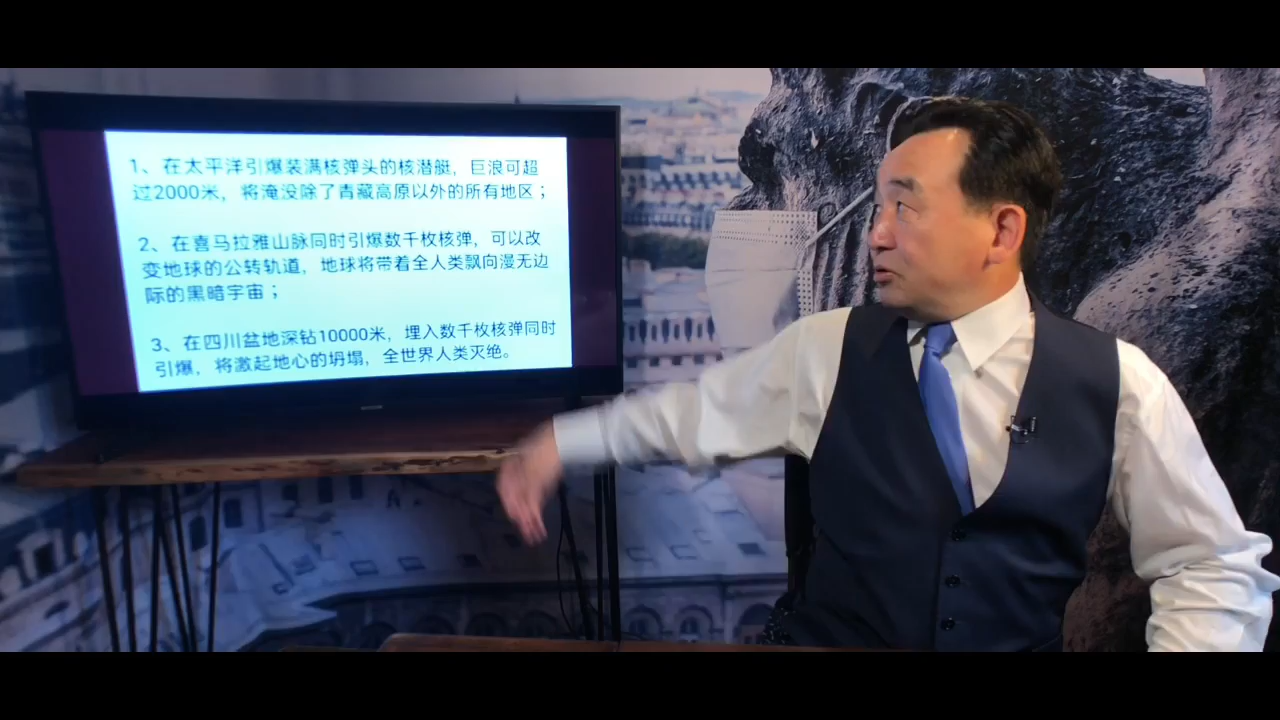 1、在太平洋引爆装满核弹头的核潜艇，巨浪可超
过2000米，将淹没除了青藏高原以外的所有地区；
2、在喜马拉雅山脉同时引爆数千枚核弹，可以改
变地球的公转轨道，地球将带着全人类飘向漫无边
际的黑暗宇宙；
3、在四川盆地深钻10000米，埋入数千枚核弹同时
引爆，将激起地心的坍塌，全世界人类灭绝。